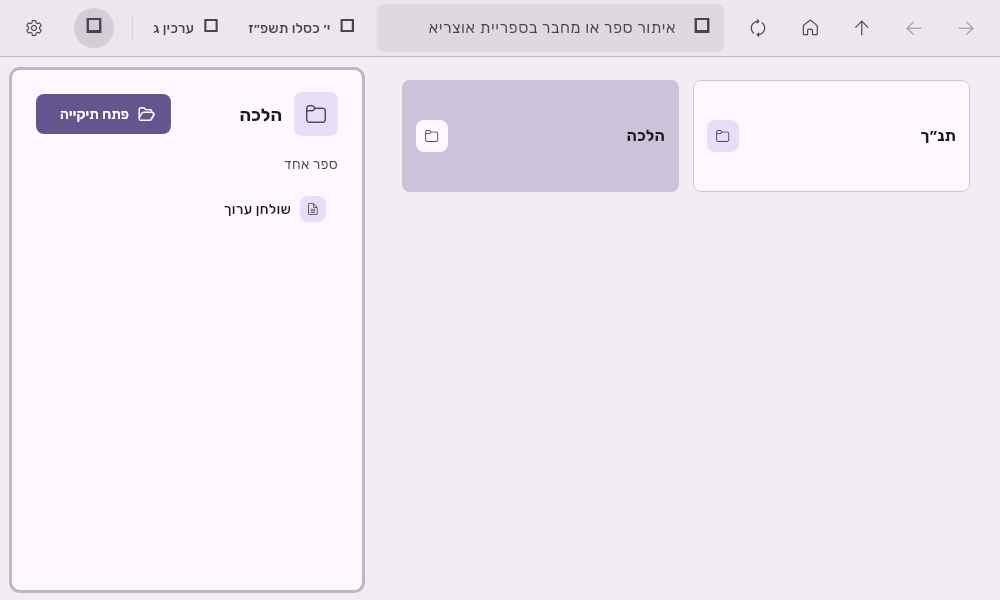 איתור ספר או מחבר בספריית אוצריא
י׳ כסלו תשפ״ז
ערכין ג
תנ״ך
הלכה
הלכה
פתח תיקייה
ספר אחד
שולחן ערוך